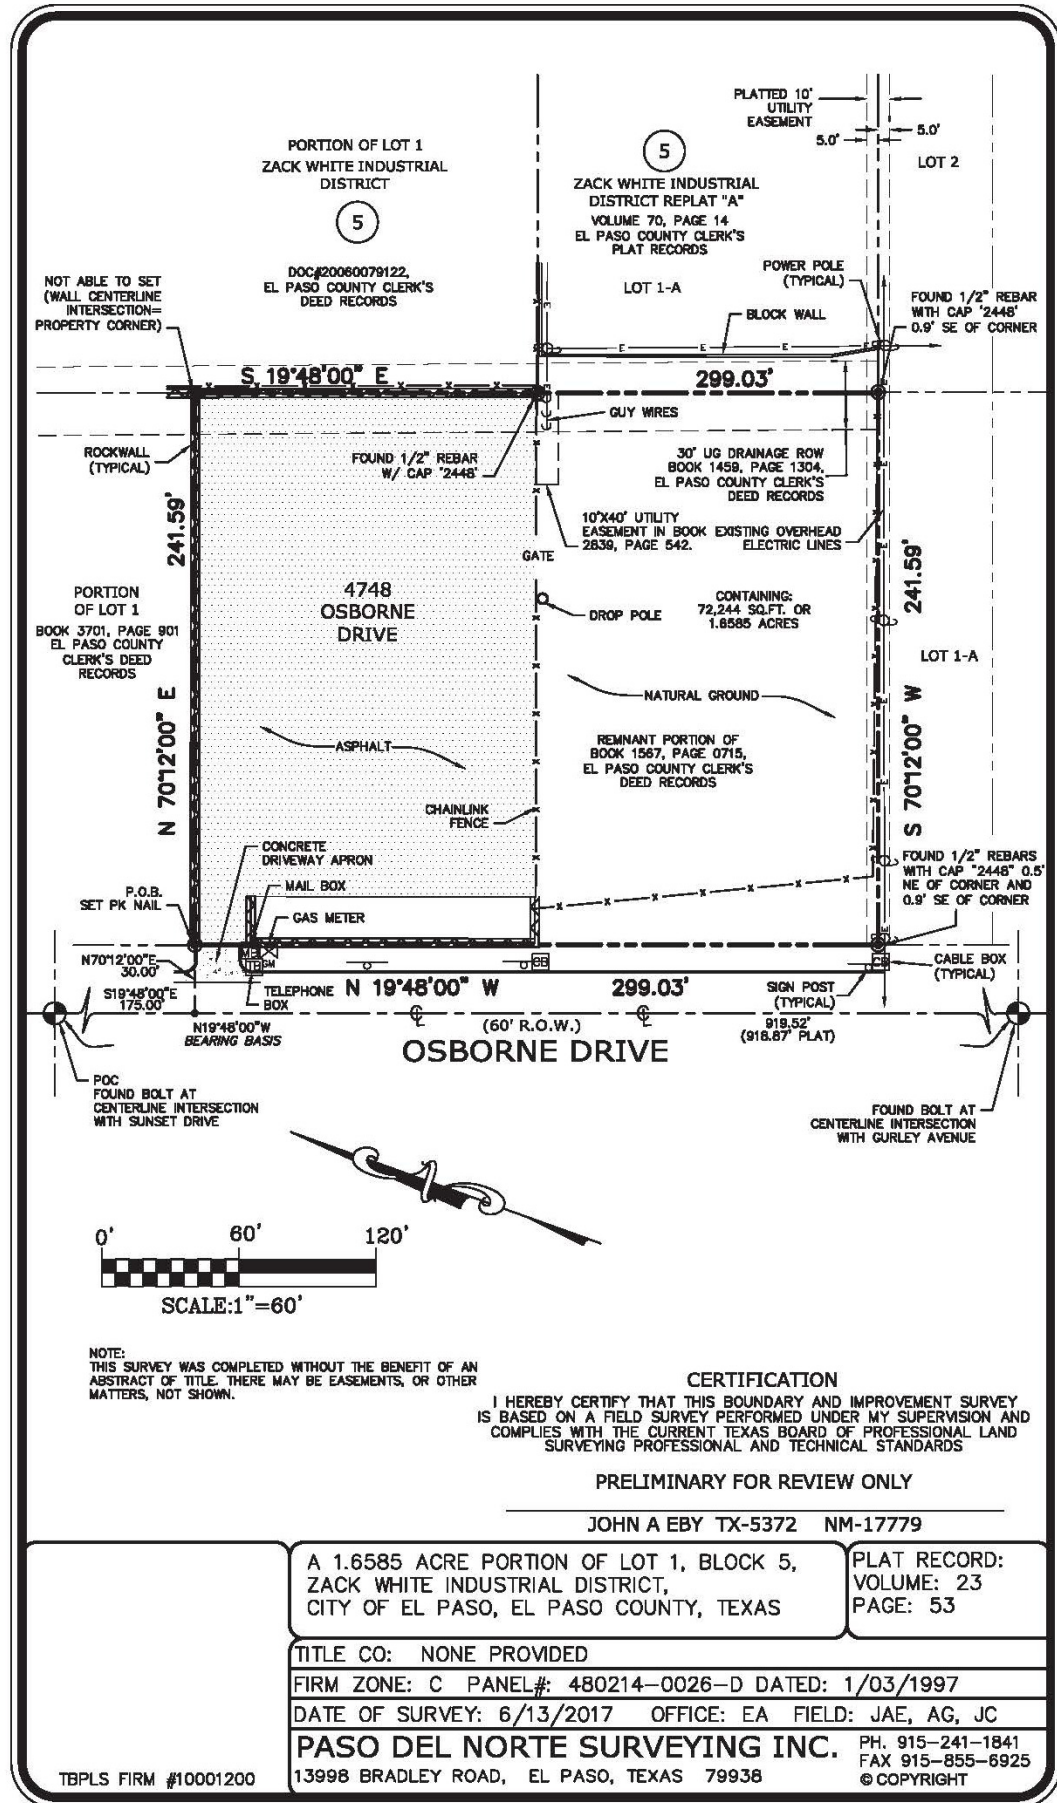 PLATTED 10'
UTILITY
EASEMENT
5.0'
5.0'
LOT 2
PORTION OF LOT 1
ZACK WHITE INDUSTRIAL
DISTRICT
5
DOC#20060079122,
EL PASO COUNTY CLERK'S
DEED RECORDS
5
ZACK WHITE INDUSTRIAL
DISTRICT REPLAT "A"
VOLUME 70, PAGE 14
EL PASO COUNTY CLERK'S
PLAT RECORDS
LOT 1-A
NOT ABLE TO SET
(WALL CENTERLINE
INTERSECTION=
PROPERTY CORNER)
POWER POLE
(TYPICAL)
BLOCK WALL
FOUND 1/2" REBAR
WITH CAP "2448"
0.9' SE OF CORNER
S 19°48'00" E
299.03'
GUY WIRES
ROCKWALL
(TYPICAL)
FOUND 1/2" REBAR
W/ CAP "2448"
30' UG DRAINAGE ROW
BOOK 1459, PAGE 1304,
EL PASO COUNTY CLERK'S
DEED RECORDS
10'X40' UTILITY
EASEMENT IN BOOK
2839, PAGE 542.
EXISTING OVERHEAD
ELECTRIC LINES
241.59'
N 70°12'00" E
GATE
4748
OSBORNE
DRIVE
DROP POLE
CONTAINING:
72,244 SQ.FT. OR
1.6585 ACRES
241.59'
S 70°12'00" W
PORTION
OF LOT 1
BOOK 3701, PAGE 901
EL PASO COUNTY
CLERK'S DEED
RECORDS
LOT 1-A
NATURAL GROUND
ASPHALT
REMNANT PORTION OF
BOOK 1567, PAGE 0715,
EL PASO COUNTY CLERK'S
DEED RECORDS
CHAINLINK
FENCE
CONCRETE
DRIVEWAY APRON
MAIL BOX
GAS METER
P.O.B.
SET PK NAIL
FOUND 1/2" REBARS
WITH CAP "2448" 0.5'
NE OF CORNER AND
0.9' SE OF CORNER
MB
TB
GM
CB
CB
CABLE BOX
(TYPICAL)
N70°12'00"E
30.00'
S19°48'00"E
175.00'
TELEPHONE
BOX
N 19°48'00" W
299.03'
SIGN POST
(TYPICAL)
N19°48'00"W
BEARING BASIS
(60' R.O.W.)
919.52'
(918.87' PLAT)
OSBORNE DRIVE
POC
FOUND BOLT AT
CENTERLINE INTERSECTION
WITH SUNSET DRIVE
FOUND BOLT AT
CENTERLINE INTERSECTION
WITH GURLEY AVENUE
0' 60' 120'
SCALE:1"=60'
NOTE:
THIS SURVEY WAS COMPLETED WITHOUT THE BENEFIT OF AN
ABSTRACT OF TITLE. THERE MAY BE EASEMENTS, OR OTHER
MATTERS, NOT SHOWN.
CERTIFICATION
I HEREBY CERTIFY THAT THIS BOUNDARY AND IMPROVEMENT SURVEY
IS BASED ON A FIELD SURVEY PERFORMED UNDER MY SUPERVISION AND
COMPLIES WITH THE CURRENT TEXAS BOARD OF PROFESSIONAL LAND
SURVEYING PROFESSIONAL AND TECHNICAL STANDARDS
PRELIMINARY FOR REVIEW ONLY
JOHN A EBY TX-5372 NM-17779
A 1.6585 ACRE PORTION OF LOT 1, BLOCK 5,
ZACK WHITE INDUSTRIAL DISTRICT,
CITY OF EL PASO, EL PASO COUNTY, TEXAS
PLAT RECORD:
VOLUME: 23
PAGE: 53
TITLE CO: NONE PROVIDED
FIRM ZONE: C PANEL#: 480214-0026-D DATED: 1/03/1997
DATE OF SURVEY: 6/13/2017 OFFICE: EA FIELD: JAE, AG, JC
PASO DEL NORTE SURVEYING INC.
13998 BRADLEY ROAD, EL PASO, TEXAS 79938
PH. 915-241-1841
FAX 915-855-6925
© COPYRIGHT
TBPLS FIRM #10001200